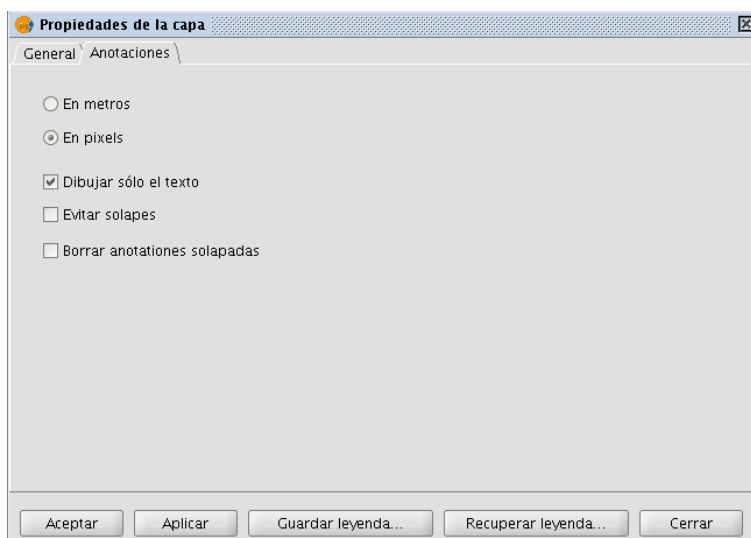 Propiedades de la capa
General Anotaciones
En metros
En pixels
Dibujar sólo el texto
Evitar solapes
Borrar anotationes solapadas
Aceptar Aplicar Guardar leyenda... Recuperar leyenda... Cerrar